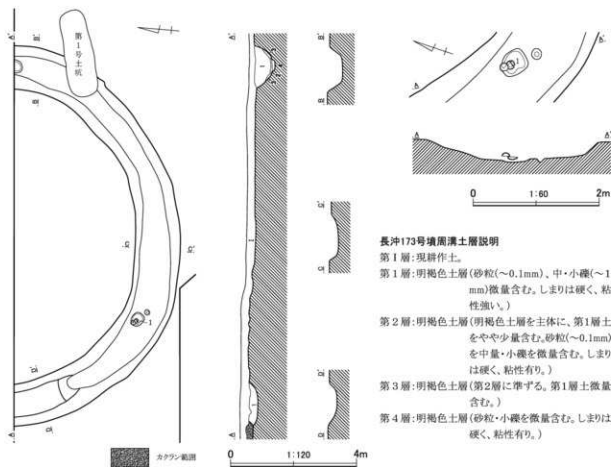 第1号土坑
A'
B'
B
C
C'
1
D
D'
A
カクラン範囲
A'
1
2
3
4
I
1
A
B'
B
C'
C
D'
D
0
1:120
4m
A'
1
A
A
A'
0
1:60
2m
長沖173号墳周溝土層説明
第Ⅰ層:現耕作土。
第1層:明褐色土層(砂粒(～0.1mm)、中・小礫(～1
mm)微量含む。しまりは硬く、粘
性強い。)
第2層:明褐色土層(明褐色土層を主体に、第1層土
をやや少量含む。砂粒(～0.1mm)
を中量・小礫を微量含む。しまり
は硬く、粘性有り。)
第3層:明褐色土層(第2層に準ずる。第1層土微量
含む。)
第4層:明褐色土層(砂粒・小礫を微量含む。しまりは
硬く、粘性有り。)